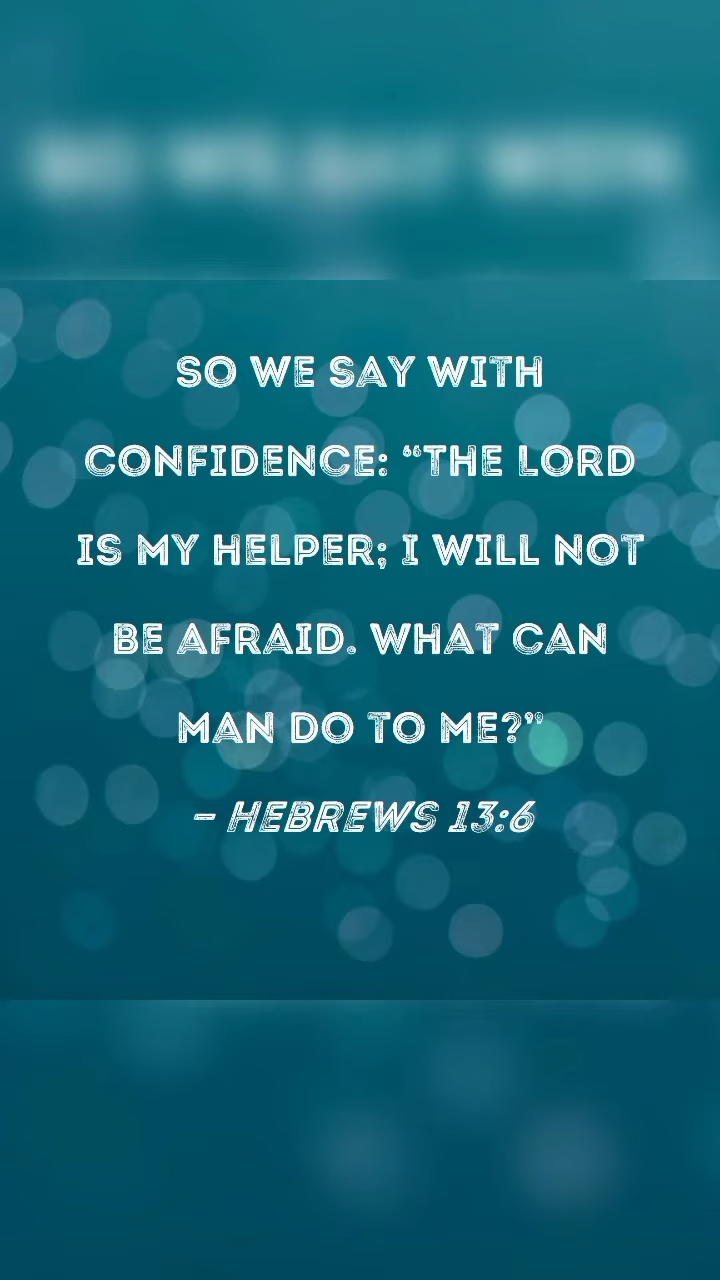 SO WE SAY WITH
CONFIDENCE: “THE LORD
IS MY HELPER; I WILL NOT
BE AFRAID. WHAT CAN
MAN DO TO ME?”
– HEBREWS 13:6